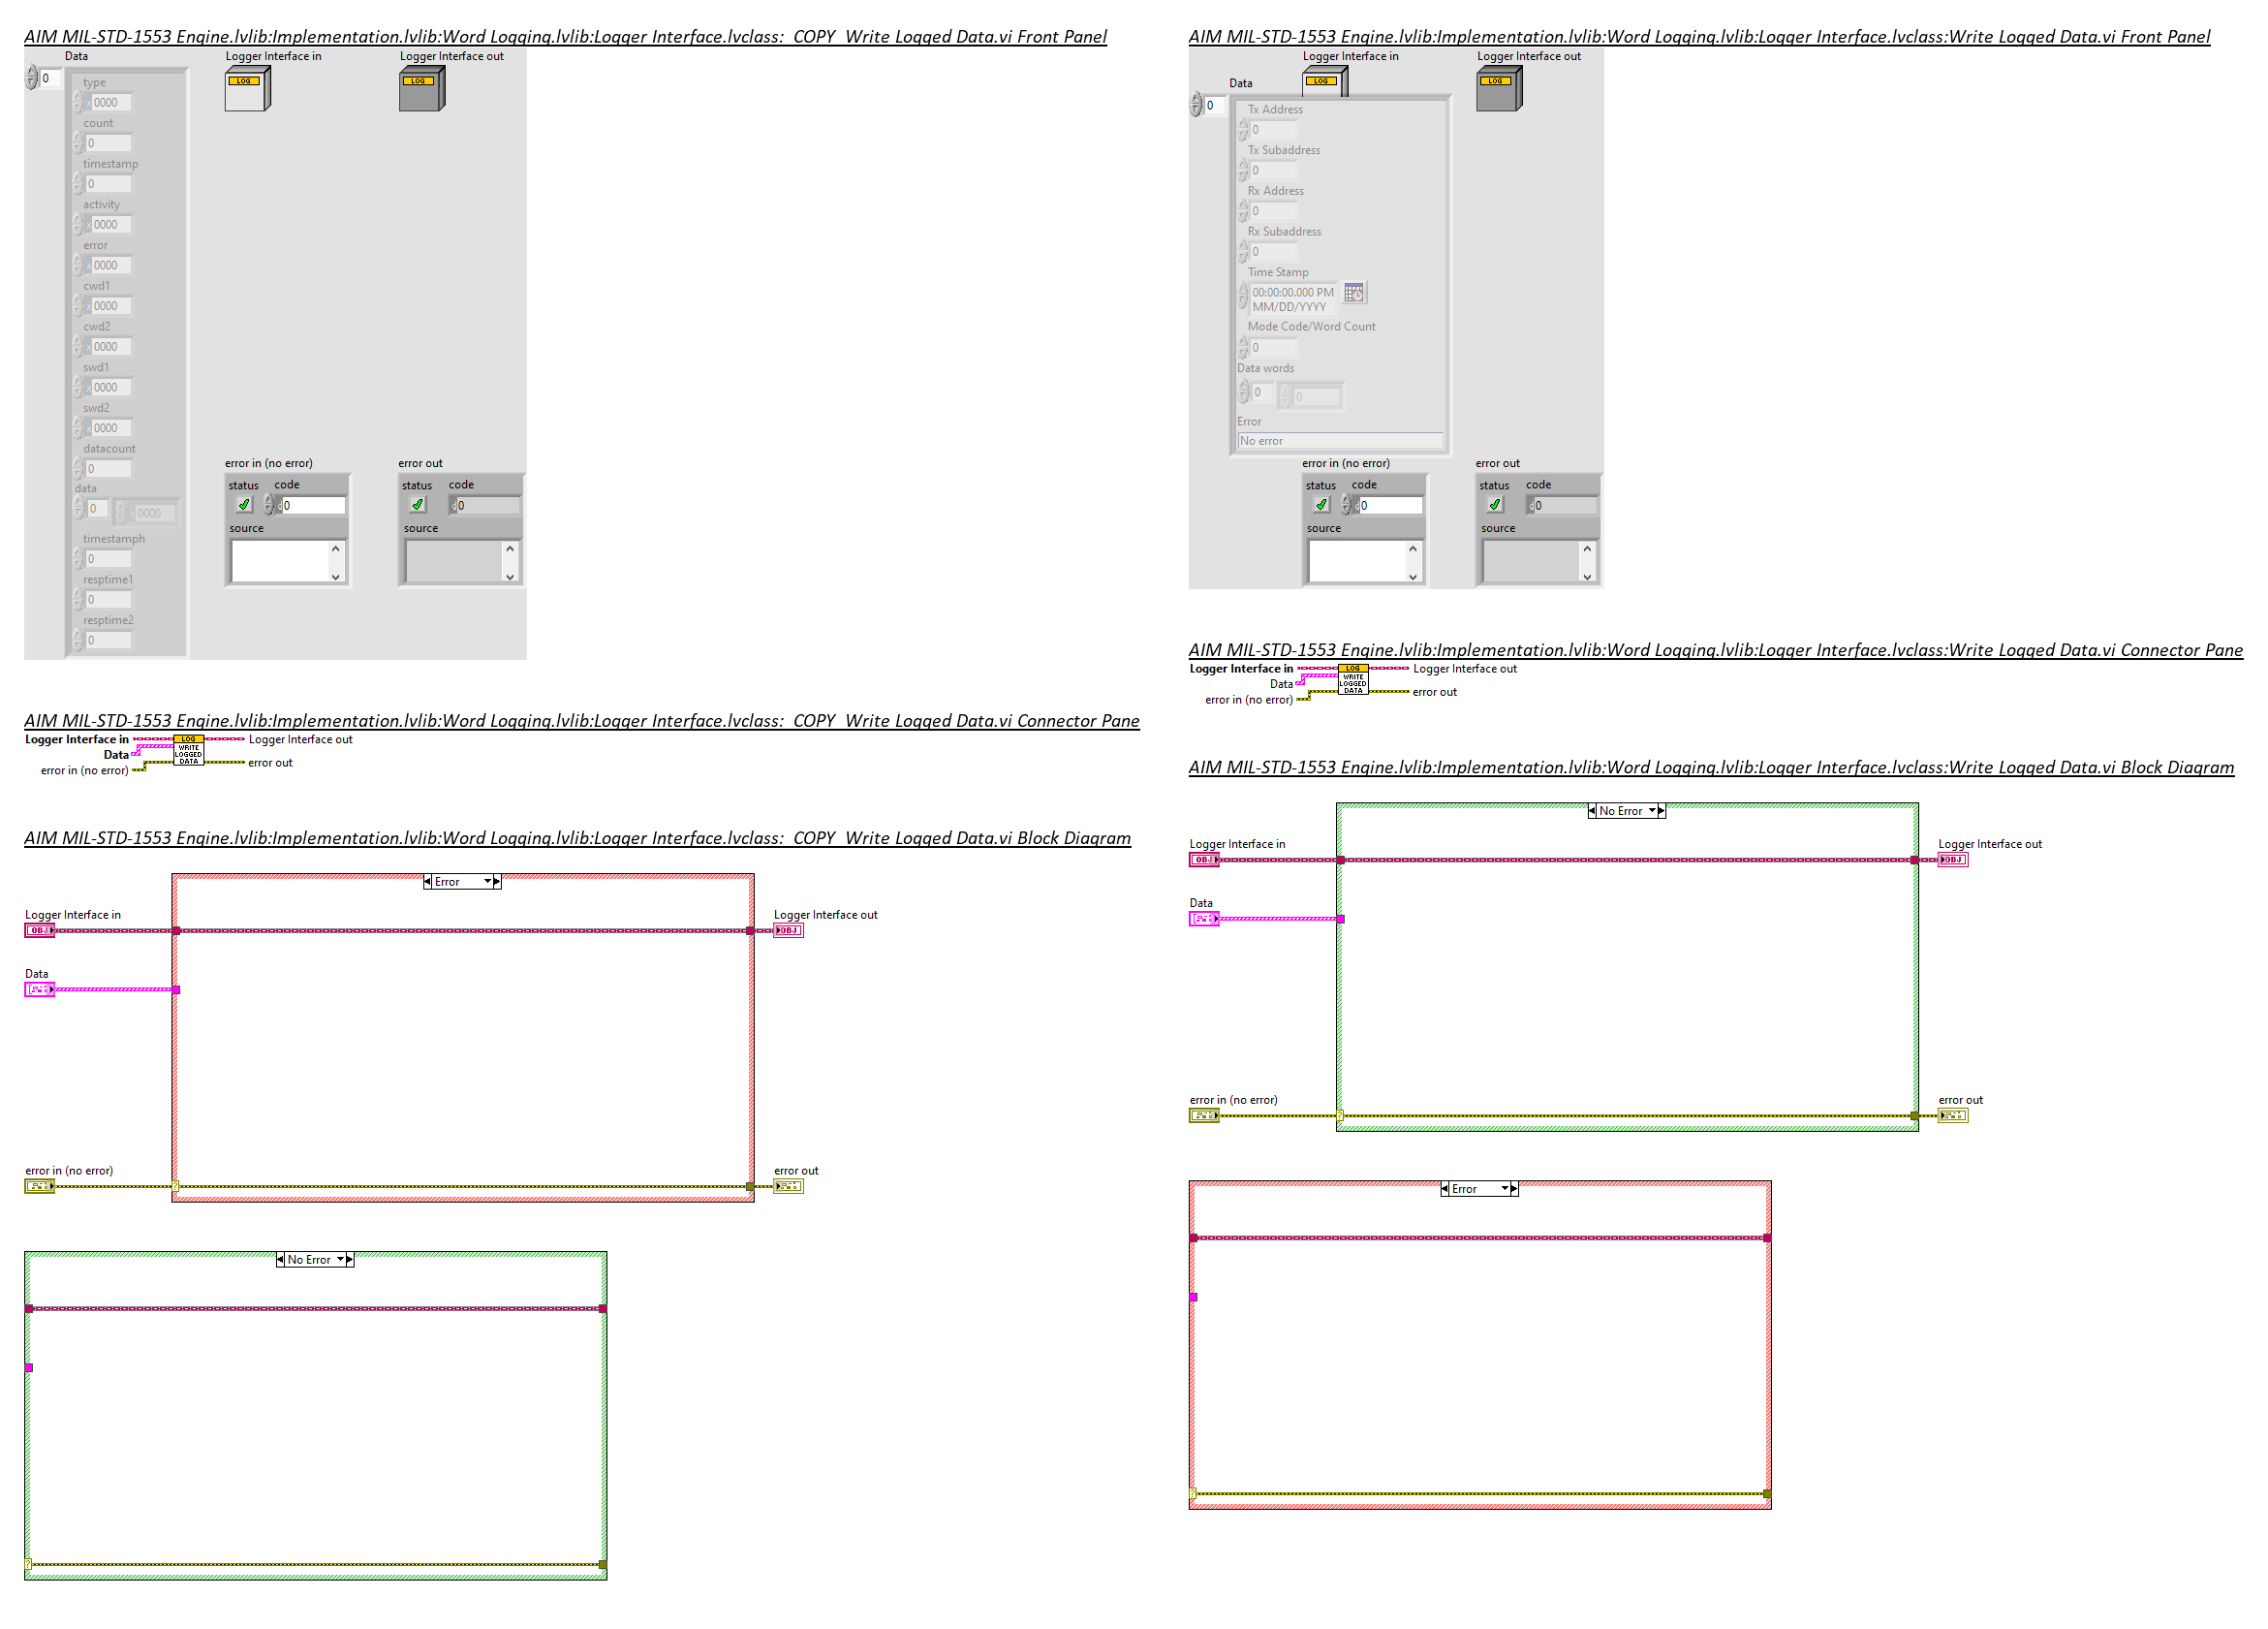 AIM MIL-STD-1553 Engine.lvlib:Implementation.lvlib:Word Logging.lvlib:Logger Interface.lvclass:_COPY_Write Logged Data.vi Front Panel
Data
Logger Interface in
Logger Interface out
0
LOG
LOG
type
x 0000
count
0
timestamp
0
activity
x 0000
error
x 0000
cwd1
x 0000
cwd2
x 0000
swd1
x 0000
swd2
x 0000
datacount
0
data
0
x 0000
timestamph
0
resptime1
0
resptime2
0
error in (no error)
status
code
d 0
source
error out
status
code
d 0
source
AIM MIL-STD-1553 Engine.lvlib:Implementation.lvlib:Word Logging.lvlib:Logger Interface.lvclass:_COPY_Write Logged Data.vi Connector Pane
Logger Interface in
Data
error in (no error)
LOG
WRITE
LOGGED
DATA
Logger Interface out
error out
AIM MIL-STD-1553 Engine.lvlib:Implementation.lvlib:Word Logging.lvlib:Logger Interface.lvclass:_COPY_Write Logged Data.vi Block Diagram
Error
Logger Interface in
OBJ
Logger Interface out
OBJ
Data
error in (no error)
?
error out
No Error
?
AIM MIL-STD-1553 Engine.lvlib:Implementation.lvlib:Word Logging.lvlib:Logger Interface.lvclass:Write Logged Data.vi Front Panel
Logger Interface in
Logger Interface out
LOG
LOG
Data
0
Tx Address
0
Tx Subaddress
0
Rx Address
0
Rx Subaddress
0
Time Stamp
00:00:00.000 PM
MM/DD/YYYY
Mode Code/Word Count
0
Data words
0
0
Error
No error
error in (no error)
status
code
d 0
source
error out
status
code
d 0
source
AIM MIL-STD-1553 Engine.lvlib:Implementation.lvlib:Word Logging.lvlib:Logger Interface.lvclass:Write Logged Data.vi Connector Pane
Logger Interface in
Data
error in (no error)
LOG
WRITE
LOGGED
DATA
Logger Interface out
error out
AIM MIL-STD-1553 Engine.lvlib:Implementation.lvlib:Word Logging.lvlib:Logger Interface.lvclass:Write Logged Data.vi Block Diagram
No Error
Logger Interface in
OBJ
Logger Interface out
OBJ
Data
error in (no error)
?
error out
Error
?